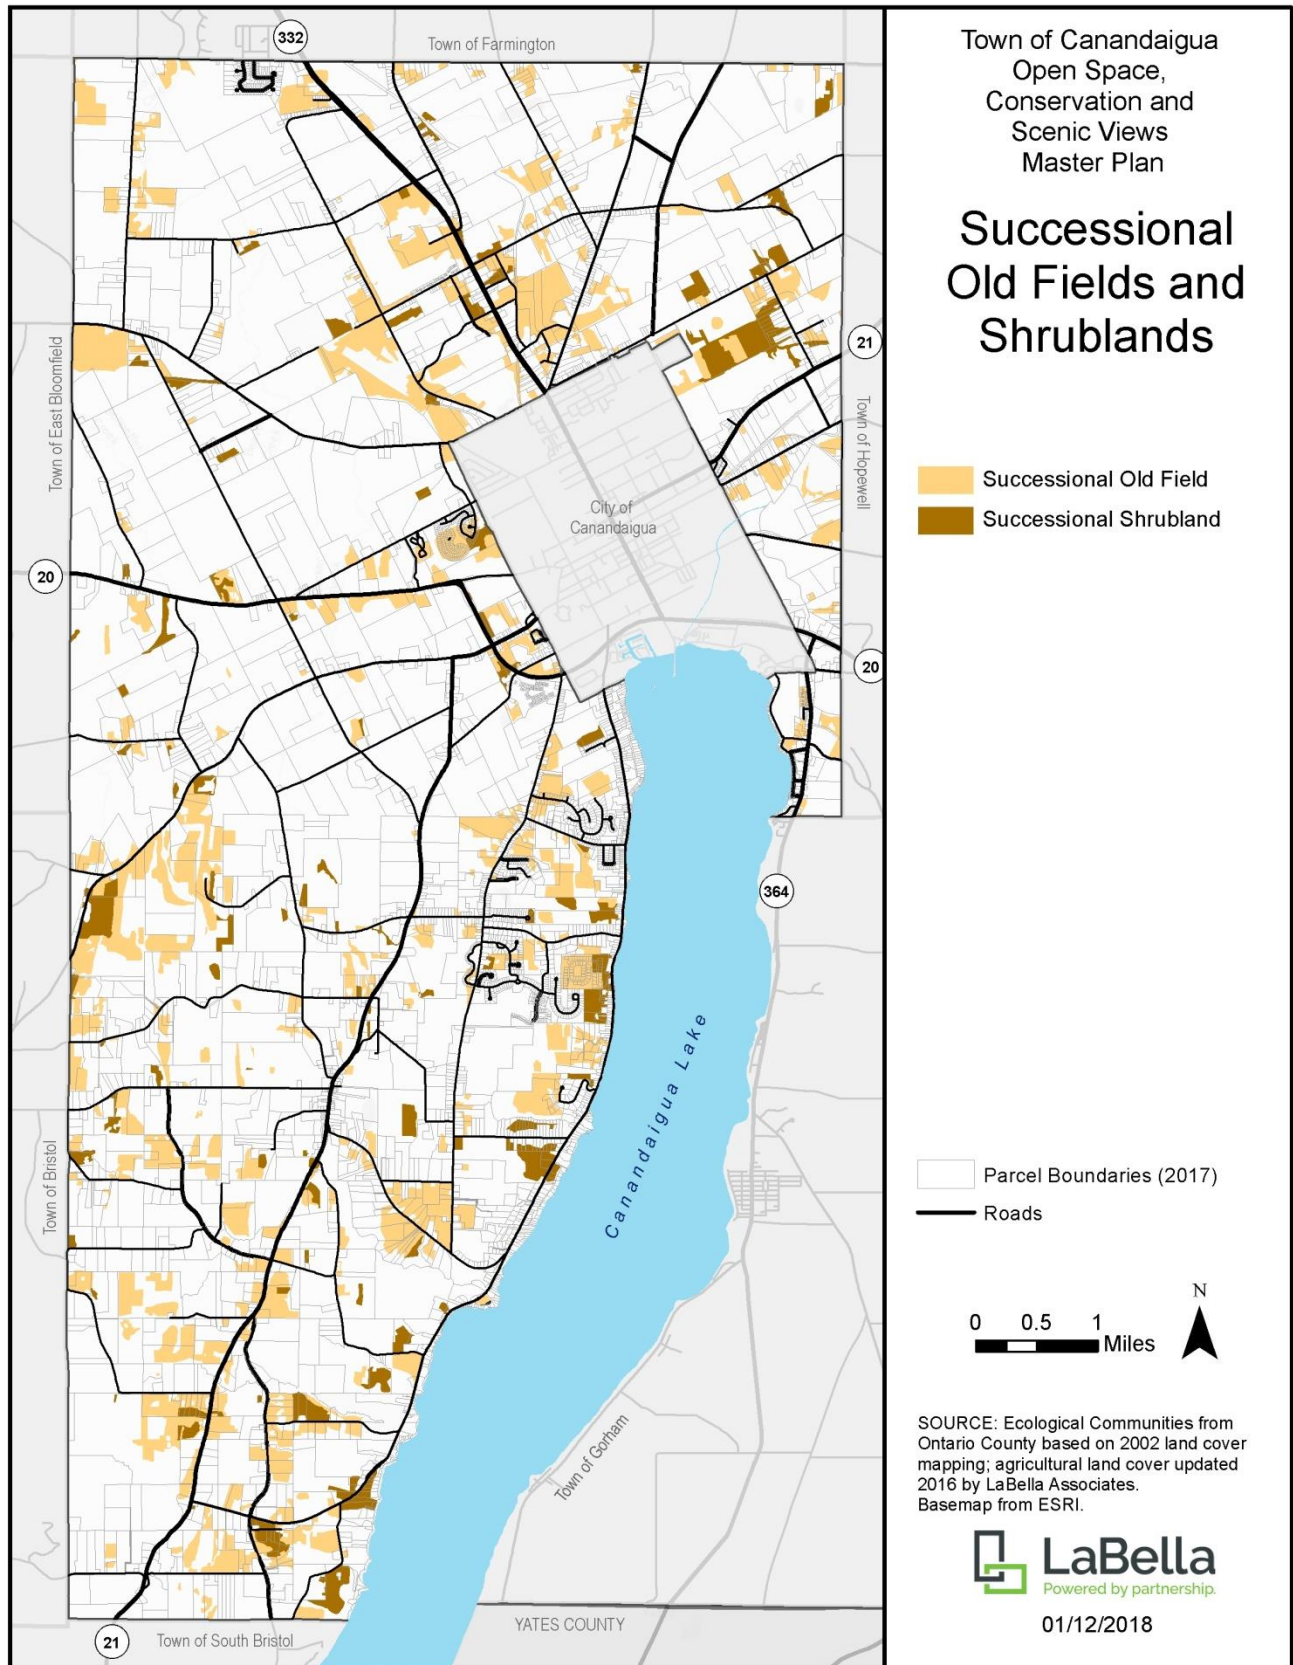 332
Town of Farmington
Town of East Bloomfield
21
Town of Hopewell
City of
Canandaigua
20
20
364
Canandaigua Lake
Town of Bristol
Town of Gorham
YATES COUNTY
21
Town of South Bristol
Town of Canandaigua
Open Space,
Conservation and
Scenic Views
Master Plan
Successional
Old Fields and
Shrublands
Successional Old Field
Successional Shrubland
Parcel Boundaries (2017)
Roads
N
0 0.5 1
Miles
SOURCE: Ecological Communities from
Ontario County based on 2002 land cover
mapping; agricultural land cover updated
2016 by LaBella Associates.
Basemap from ESRI.
LaBella
Powered by partnership.
01/12/2018